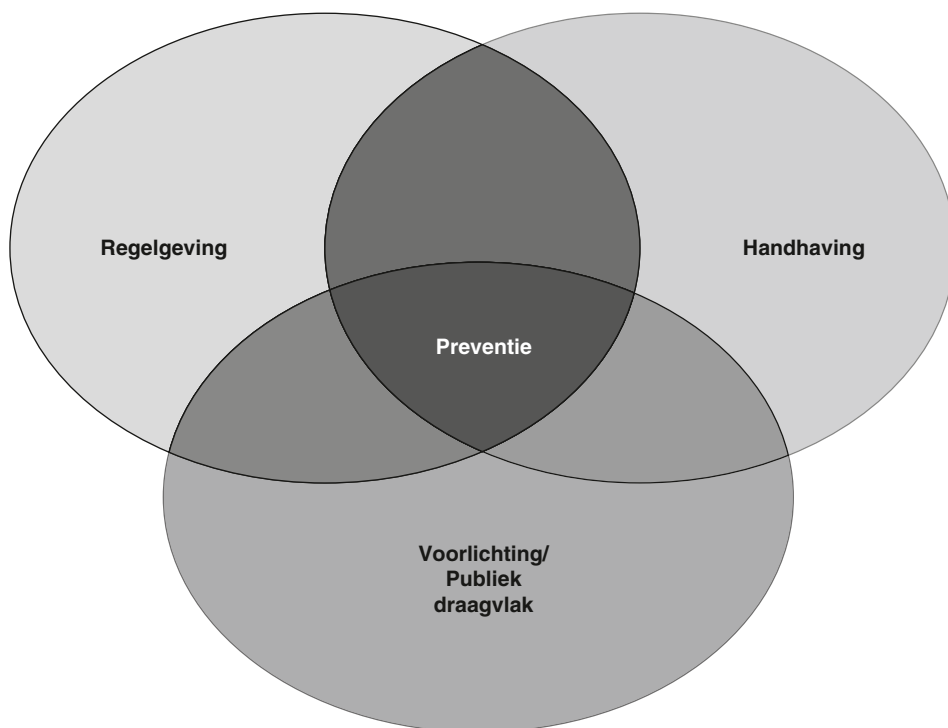 Regelgeving
Handhaving
Preventie
Voorlichting/
Publiek
draagvlak